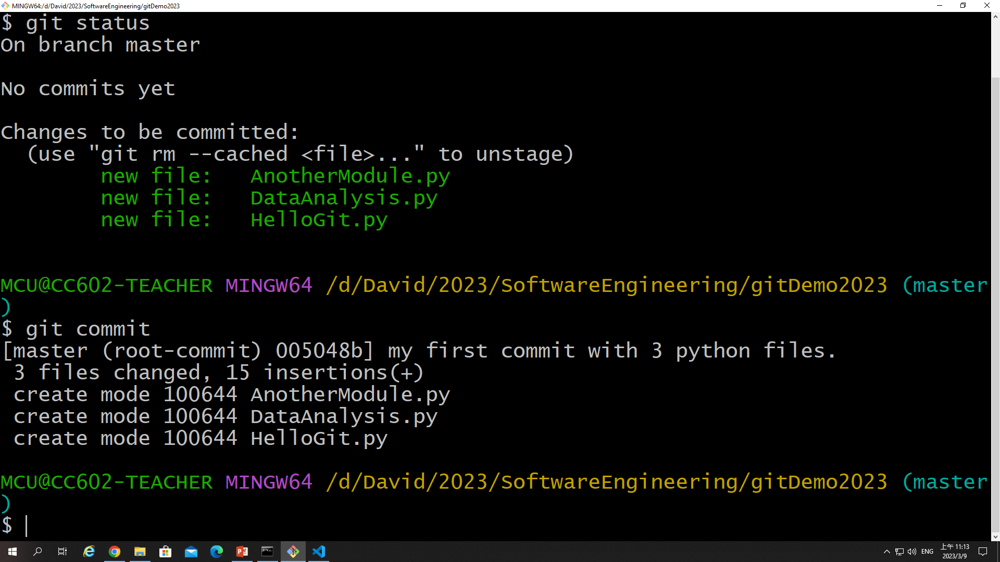 MINGW64:/d/David/2023/SoftwareEngineering/gitDemo2023
$ git status
On branch master
No commits yet
Changes to be committed:
(use "git rm --cached <file>..." to unstage)
new file:   AnotherModule.py
new file:   DataAnalysis.py
new file:   HelloGit.py
MCU@CC602-TEACHER MINGW64 /d/David/2023/SoftwareEngineering/gitDemo2023 (master
)
$ git commit
[master (root-commit) 005048b] my first commit with 3 python files.
3 files changed, 15 insertions(+)
create mode 100644 AnotherModule.py
create mode 100644 DataAnalysis.py
create mode 100644 HelloGit.py
MCU@CC602-TEACHER MINGW64 /d/David/2023/SoftwareEngineering/gitDemo2023 (master
)
$
ENG
上午 11:13
2023/3/9